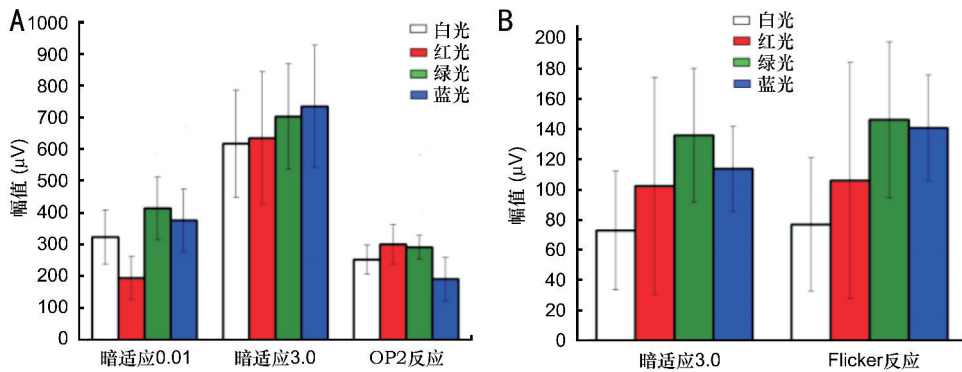 A
白光
红光
绿光
蓝光
幅值 (μV)
1000
900
800
700
600
500
400
300
200
100
0
暗适应0.01
暗适应3.0
OP2反应
B
白光
红光
绿光
蓝光
幅值 (μV)
200
180
160
140
120
100
80
60
40
20
0
暗适应3.0
Flicker反应